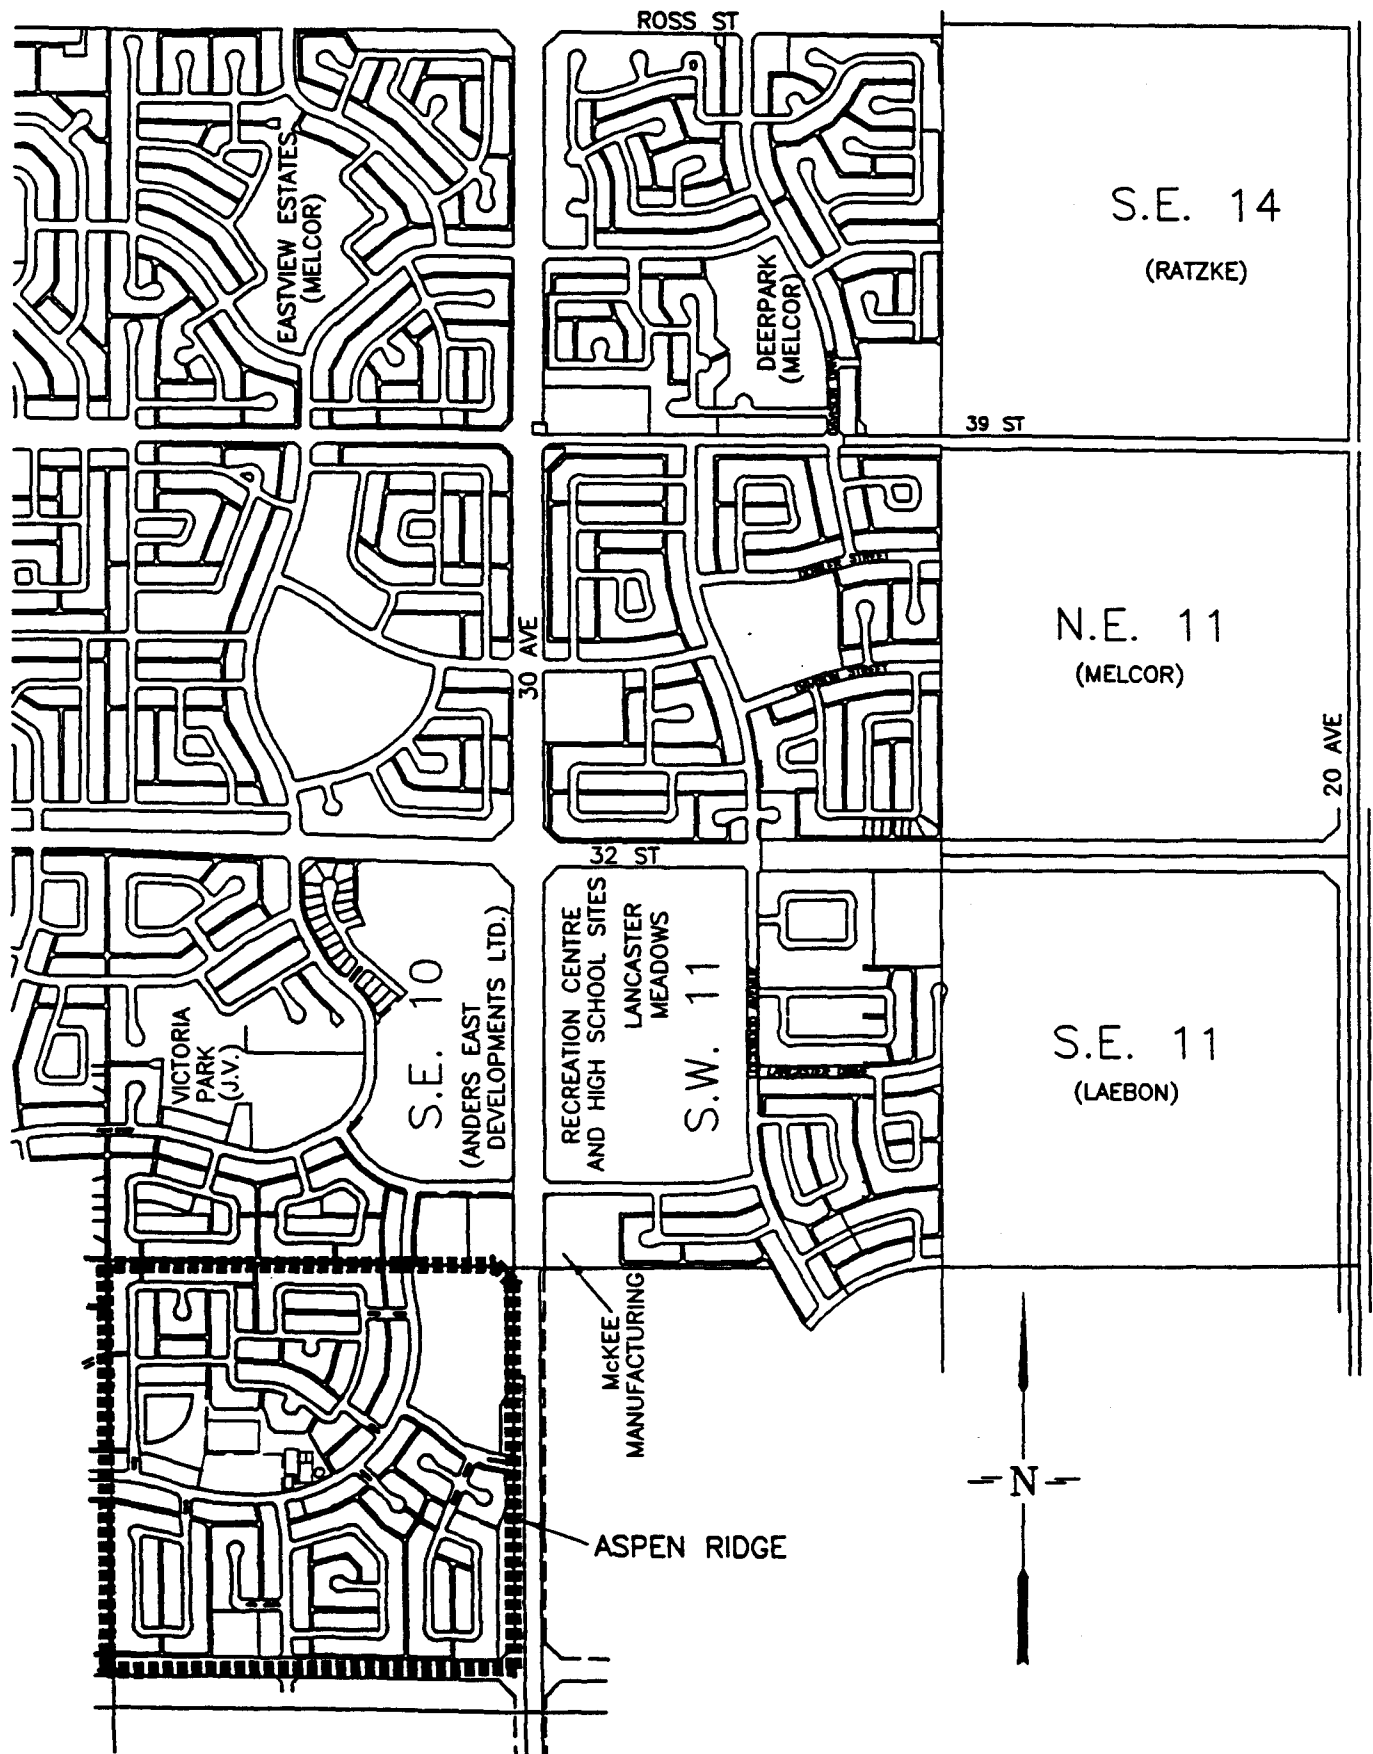 ROSS ST
EASTVIEW ESTATES
(MELCOR)
DEERPARK
(MELCOR)
S.E. 14
(RATZKE)
39 ST
30 AVE
N.E. 11
(MELCOR)
20 AVE
32 ST
VICTORIA
PARK
(J.V.)
S.E. 10
(ANDERS EAST
DEVELOPMENTS LTD.)
RECREATION CENTRE
AND HIGH SCHOOL SITES
LANCASTER
MEADOWS
S.W. 11
LANCASTER DRIVE
S.E. 11
(LAEBON)
McKEE
MANUFACTURING
N
ASPEN RIDGE